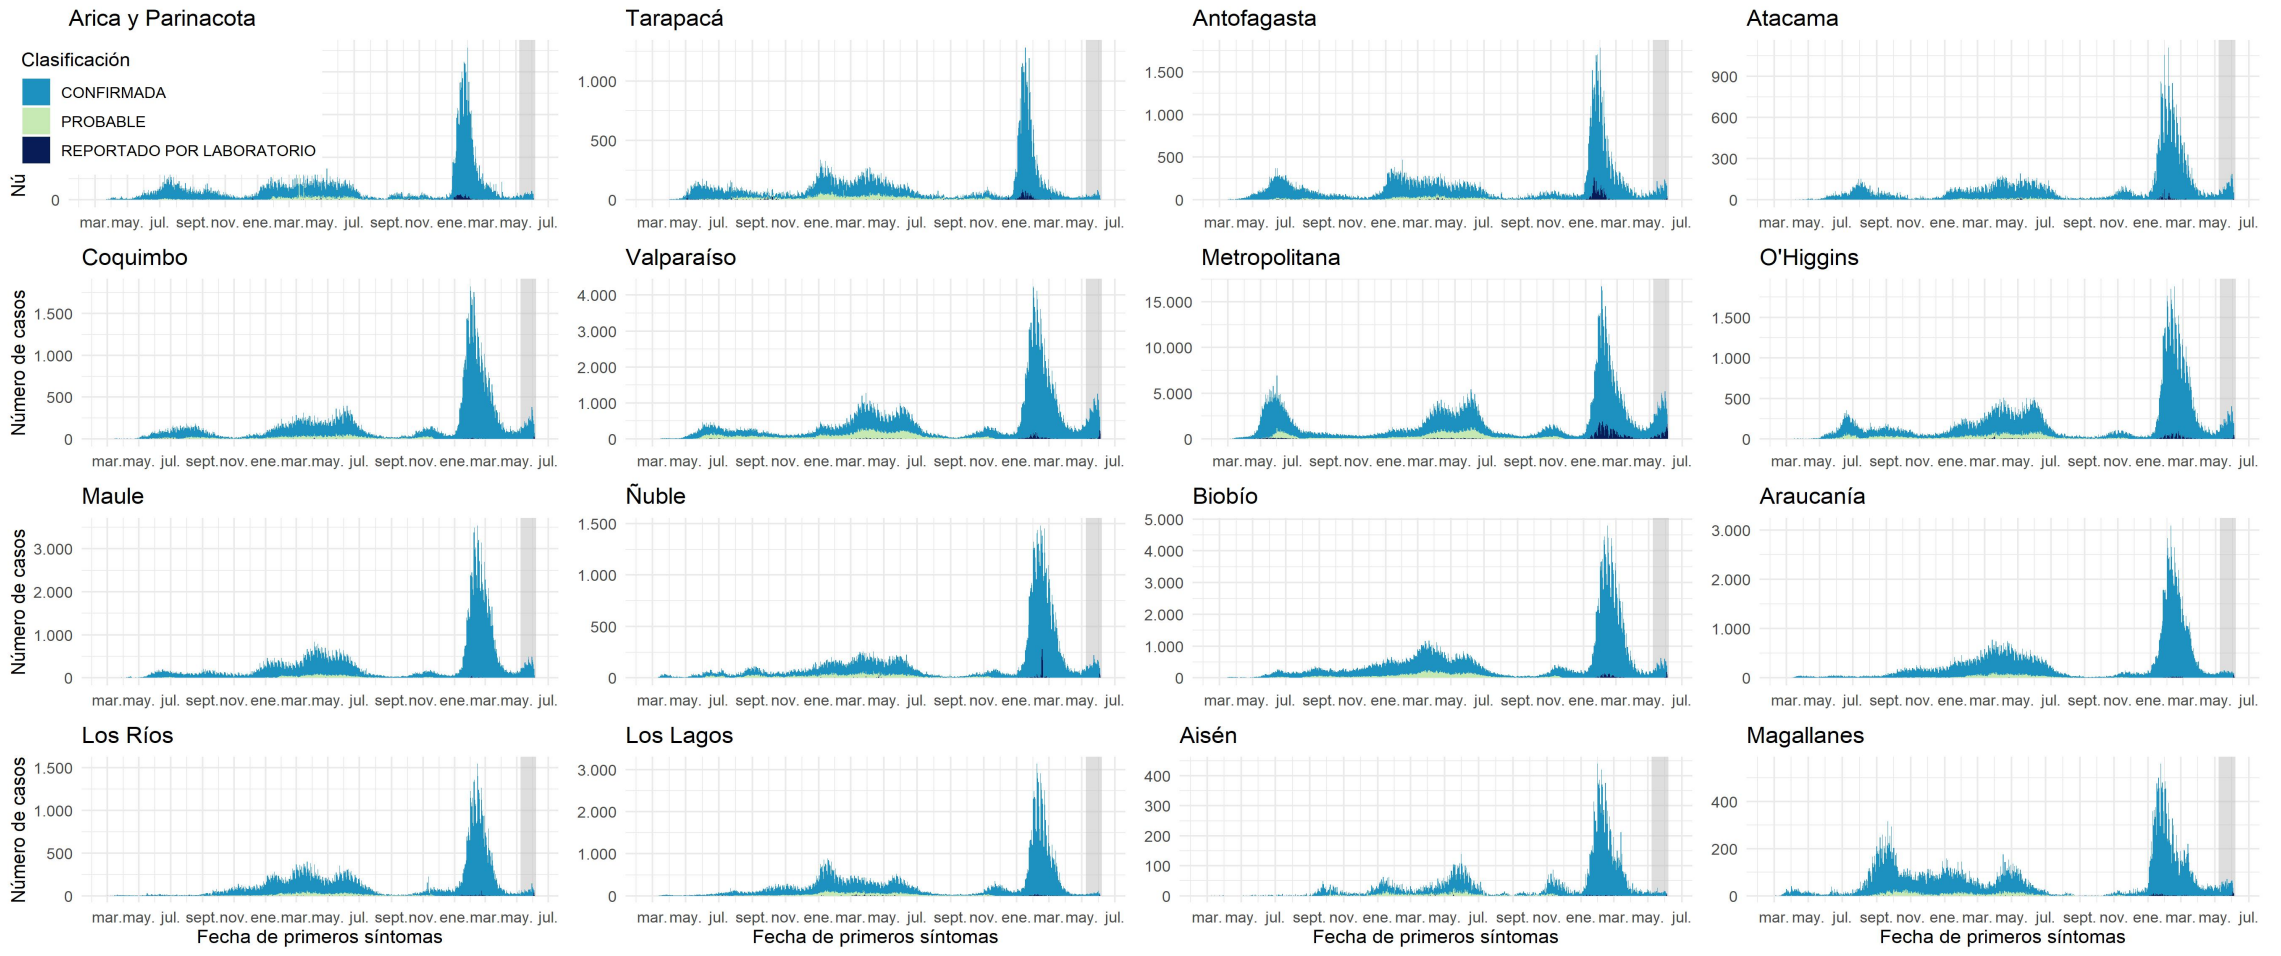 Arica y Parinacota
Tarapacá
Antofagasta
Atacama
Clasificación
CONFIRMADA
PROBABLE
REPORTADO POR LABORATORIO
Nú
0
1.000
500
0
1.500
1.000
500
0
900
600
300
0
mar. may. jul. sept. nov. ene. mar. may. jul. sept. nov. ene. mar. may. jul.
mar. may. jul. sept. nov. ene. mar. may. jul. sept. nov. ene. mar. may. jul.
mar. may. jul. sept. nov. ene. mar. may. jul. sept. nov. ene. mar. may. jul.
mar. may. jul. sept. nov. ene. mar. may. jul. sept. nov. ene. mar. may. jul.
Coquimbo
Valparaíso
Metropolitana
O'Higgins
Número de casos
1.500
1.000
500
0
4.000
3.000
2.000
1.000
0
15.000
10.000
5.000
0
1.500
1.000
500
0
mar. may. jul. sept. nov. ene. mar. may. jul. sept. nov. ene. mar. may. jul.
mar. may. jul. sept. nov. ene. mar. may. jul. sept. nov. ene. mar. may. jul.
mar. may. jul. sept. nov. ene. mar. may. jul. sept. nov. ene. mar. may. jul.
mar. may. jul. sept. nov. ene. mar. may. jul. sept. nov. ene. mar. may. jul.
Maule
Ñuble
Biobío
Araucanía
Número de casos
3.000
2.000
1.000
0
1.500
1.000
500
0
5.000
4.000
3.000
2.000
1.000
0
3.000
2.000
1.000
0
mar. may. jul. sept. nov. ene. mar. may. jul. sept. nov. ene. mar. may. jul.
mar. may. jul. sept. nov. ene. mar. may. jul. sept. nov. ene. mar. may. jul.
mar. may. jul. sept. nov. ene. mar. may. jul. sept. nov. ene. mar. may. jul.
mar. may. jul. sept. nov. ene. mar. may. jul. sept. nov. ene. mar. may. jul.
Los Ríos
Los Lagos
Aisén
Magallanes
Número de casos
1.500
1.000
500
0
3.000
2.000
1.000
0
400
300
200
100
0
400
200
0
mar. may. jul. sept. nov. ene. mar. may. jul. sept. nov. ene. mar. may. jul.
mar. may. jul. sept. nov. ene. mar. may. jul. sept. nov. ene. mar. may. jul.
mar. may. jul. sept. nov. ene. mar. may. jul. sept. nov. ene. mar. may. jul.
mar. may. jul. sept. nov. ene. mar. may. jul. sept. nov. ene. mar. may. jul.
Fecha de primeros síntomas
Fecha de primeros síntomas
Fecha de primeros síntomas
Fecha de primeros síntomas